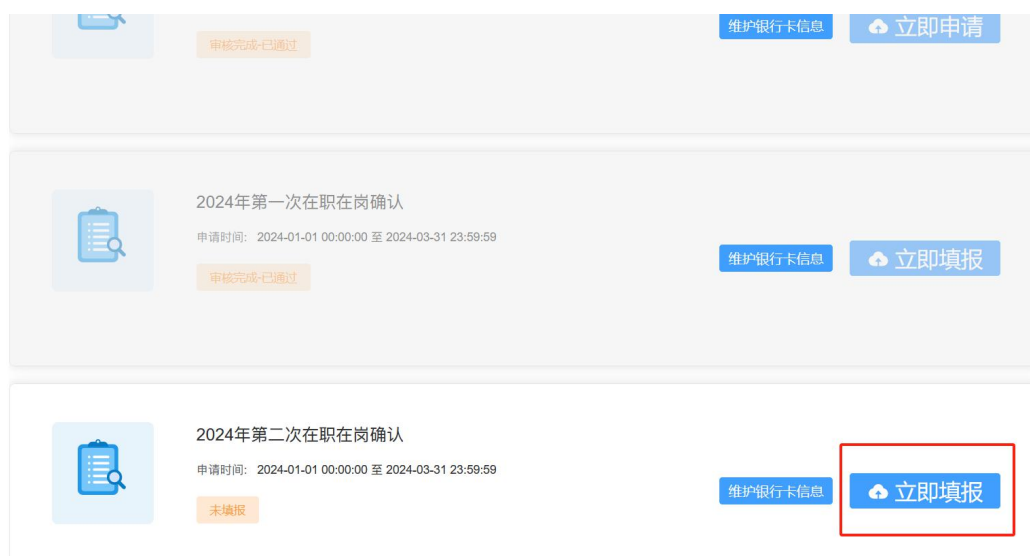 审核完成-已通过
维护银行卡信息
立即申请
2024年第一次在职在岗确认
申请时间: 2024-01-01 00:00:00 至 2024-03-31 23:59:59
审核完成-已通过
维护银行卡信息
立即填报
2024年第二次在职在岗确认
申请时间: 2024-01-01 00:00:00 至 2024-03-31 23:59:59
未填报
维护银行卡信息
立即填报